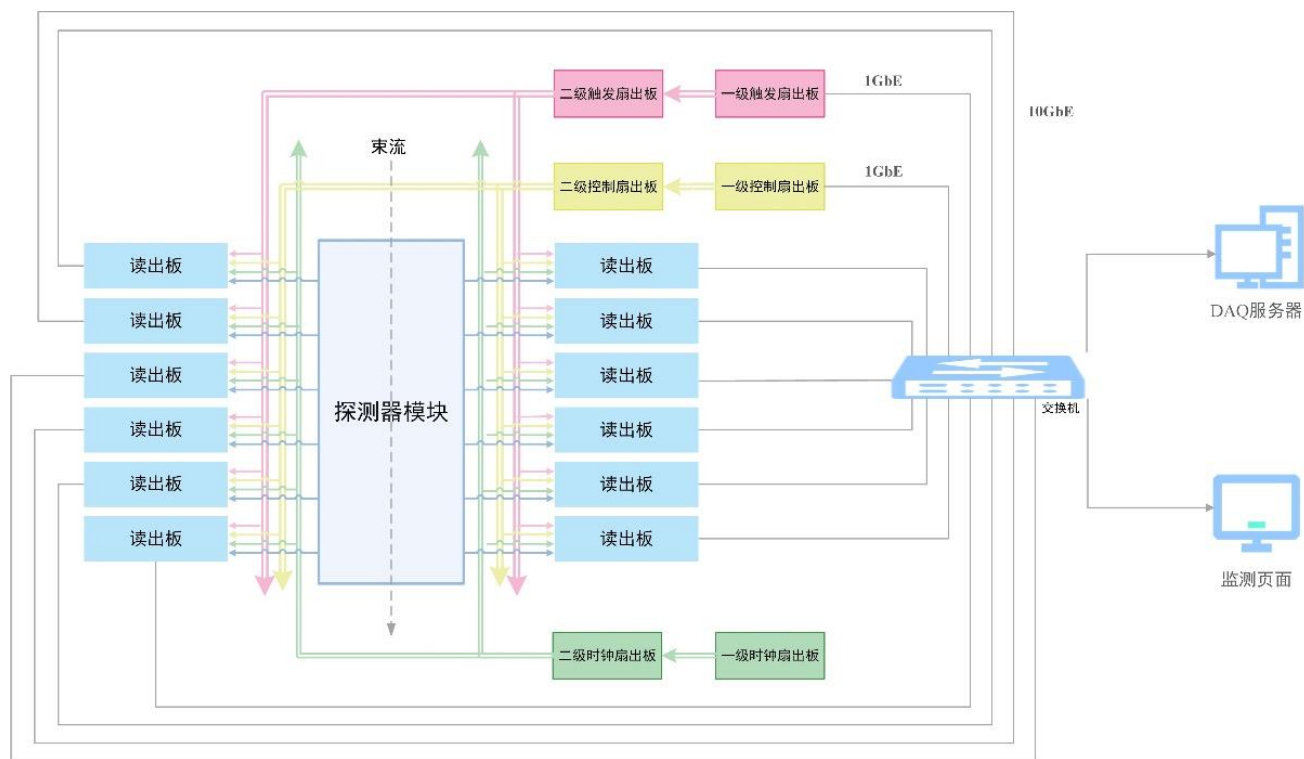 1GbE
二级触发扇出板
一级触发扇出板
10GbE
束流
1GbE
二级控制扇出板
一级控制扇出板
读出板
读出板
DAQ服务器
读出板
读出板
读出板
读出板
交换机
探测器模块
读出板
读出板
读出板
读出板
读出板
读出板
监测页面
二级时钟扇出板
一级时钟扇出板